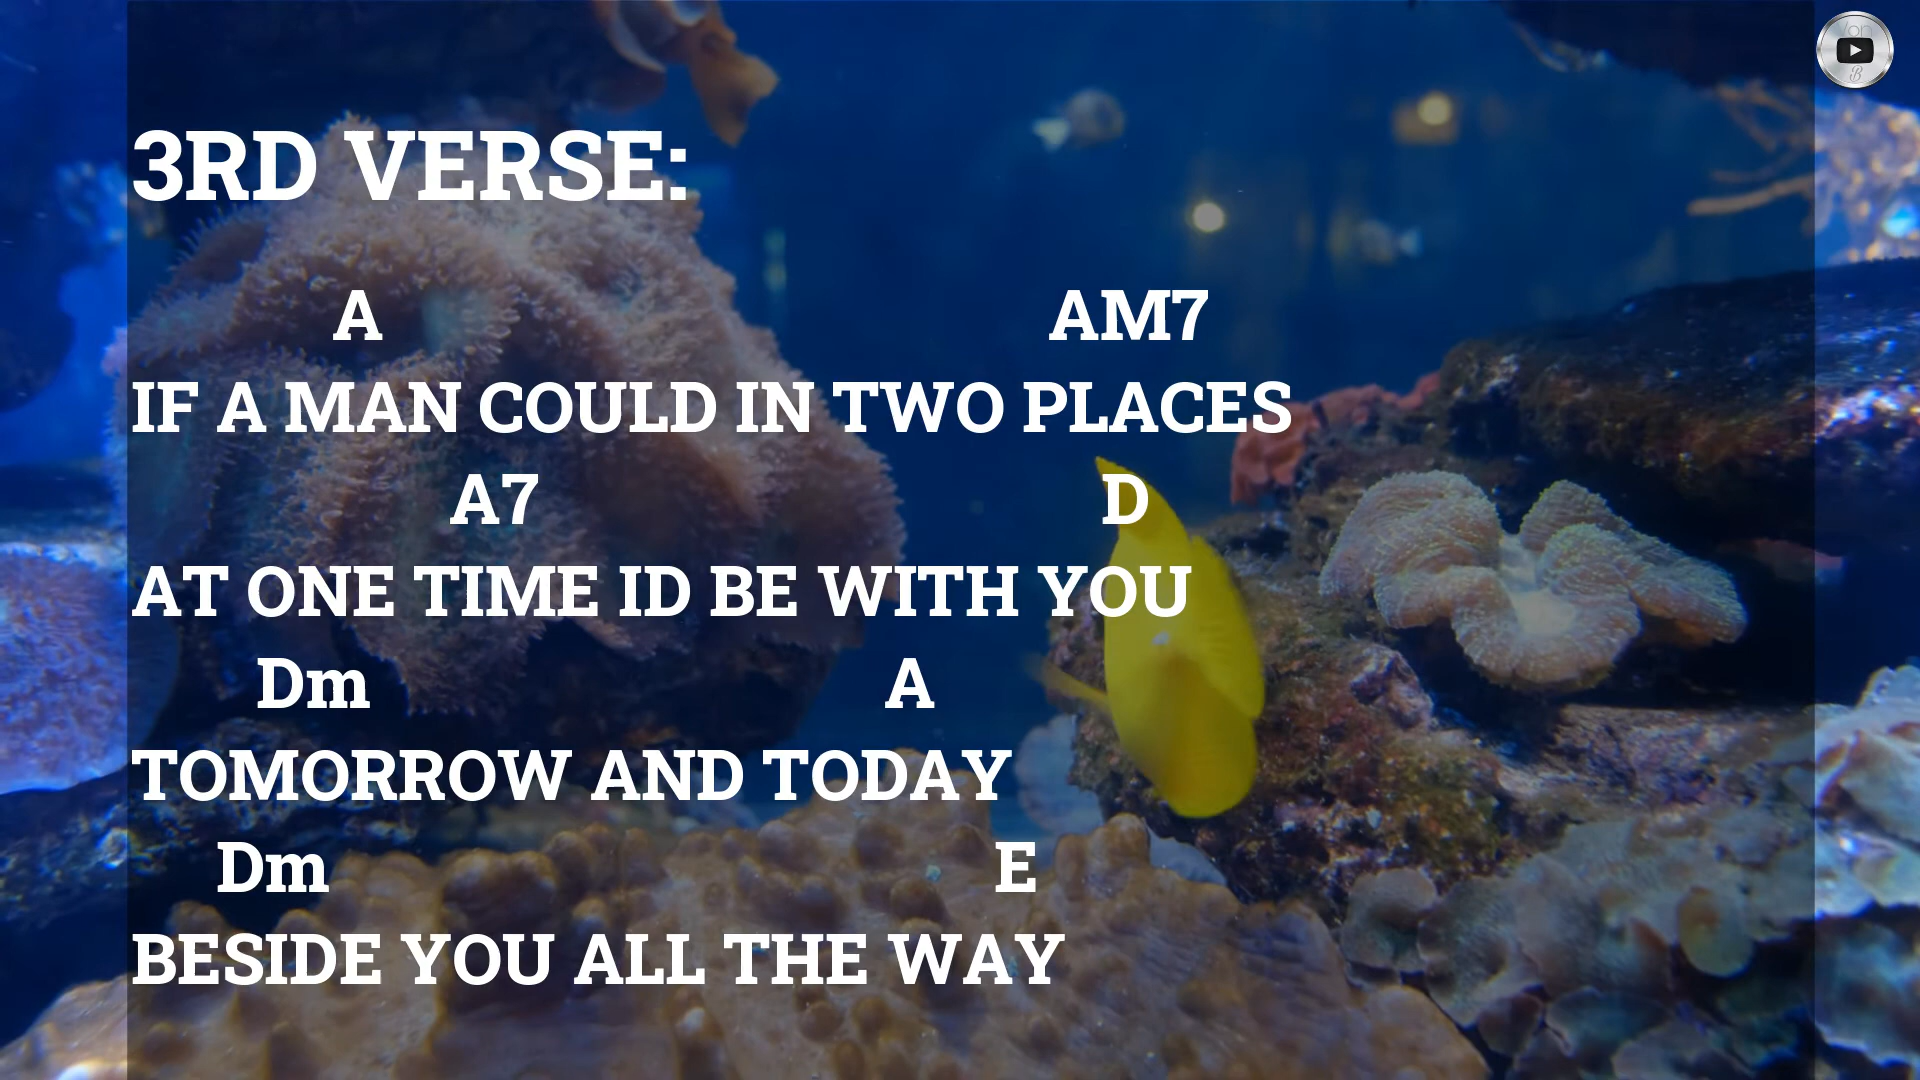 3RD VERSE:
A AM7
IF A MAN COULD IN TWO PLACES
A7 D
AT ONE TIME ID BE WITH YOU
Dm A
TOMORROW AND TODAY
Dm E
BESIDE YOU ALL THE WAY